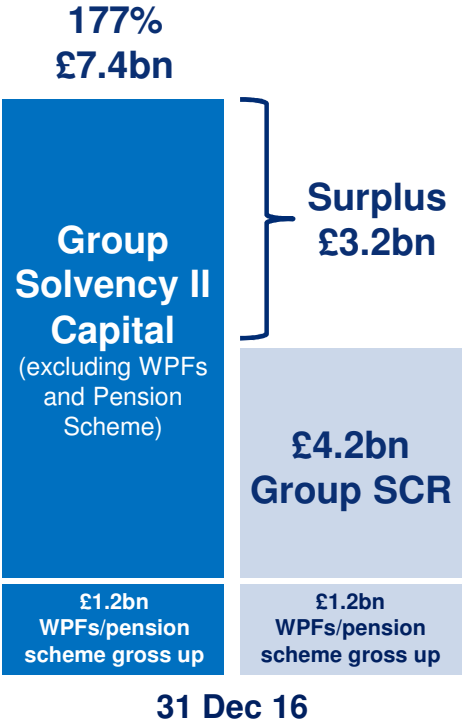 177%
£7.4bn
Group
Solvency II
Capital
(excluding WPFs
and Pension
Scheme)
Surplus
£3.2bn
£4.2bn
Group SCR
£1.2bn
WPFs/pension
scheme gross up
£1.2bn
WPFs/pension
scheme gross up
31 Dec 16